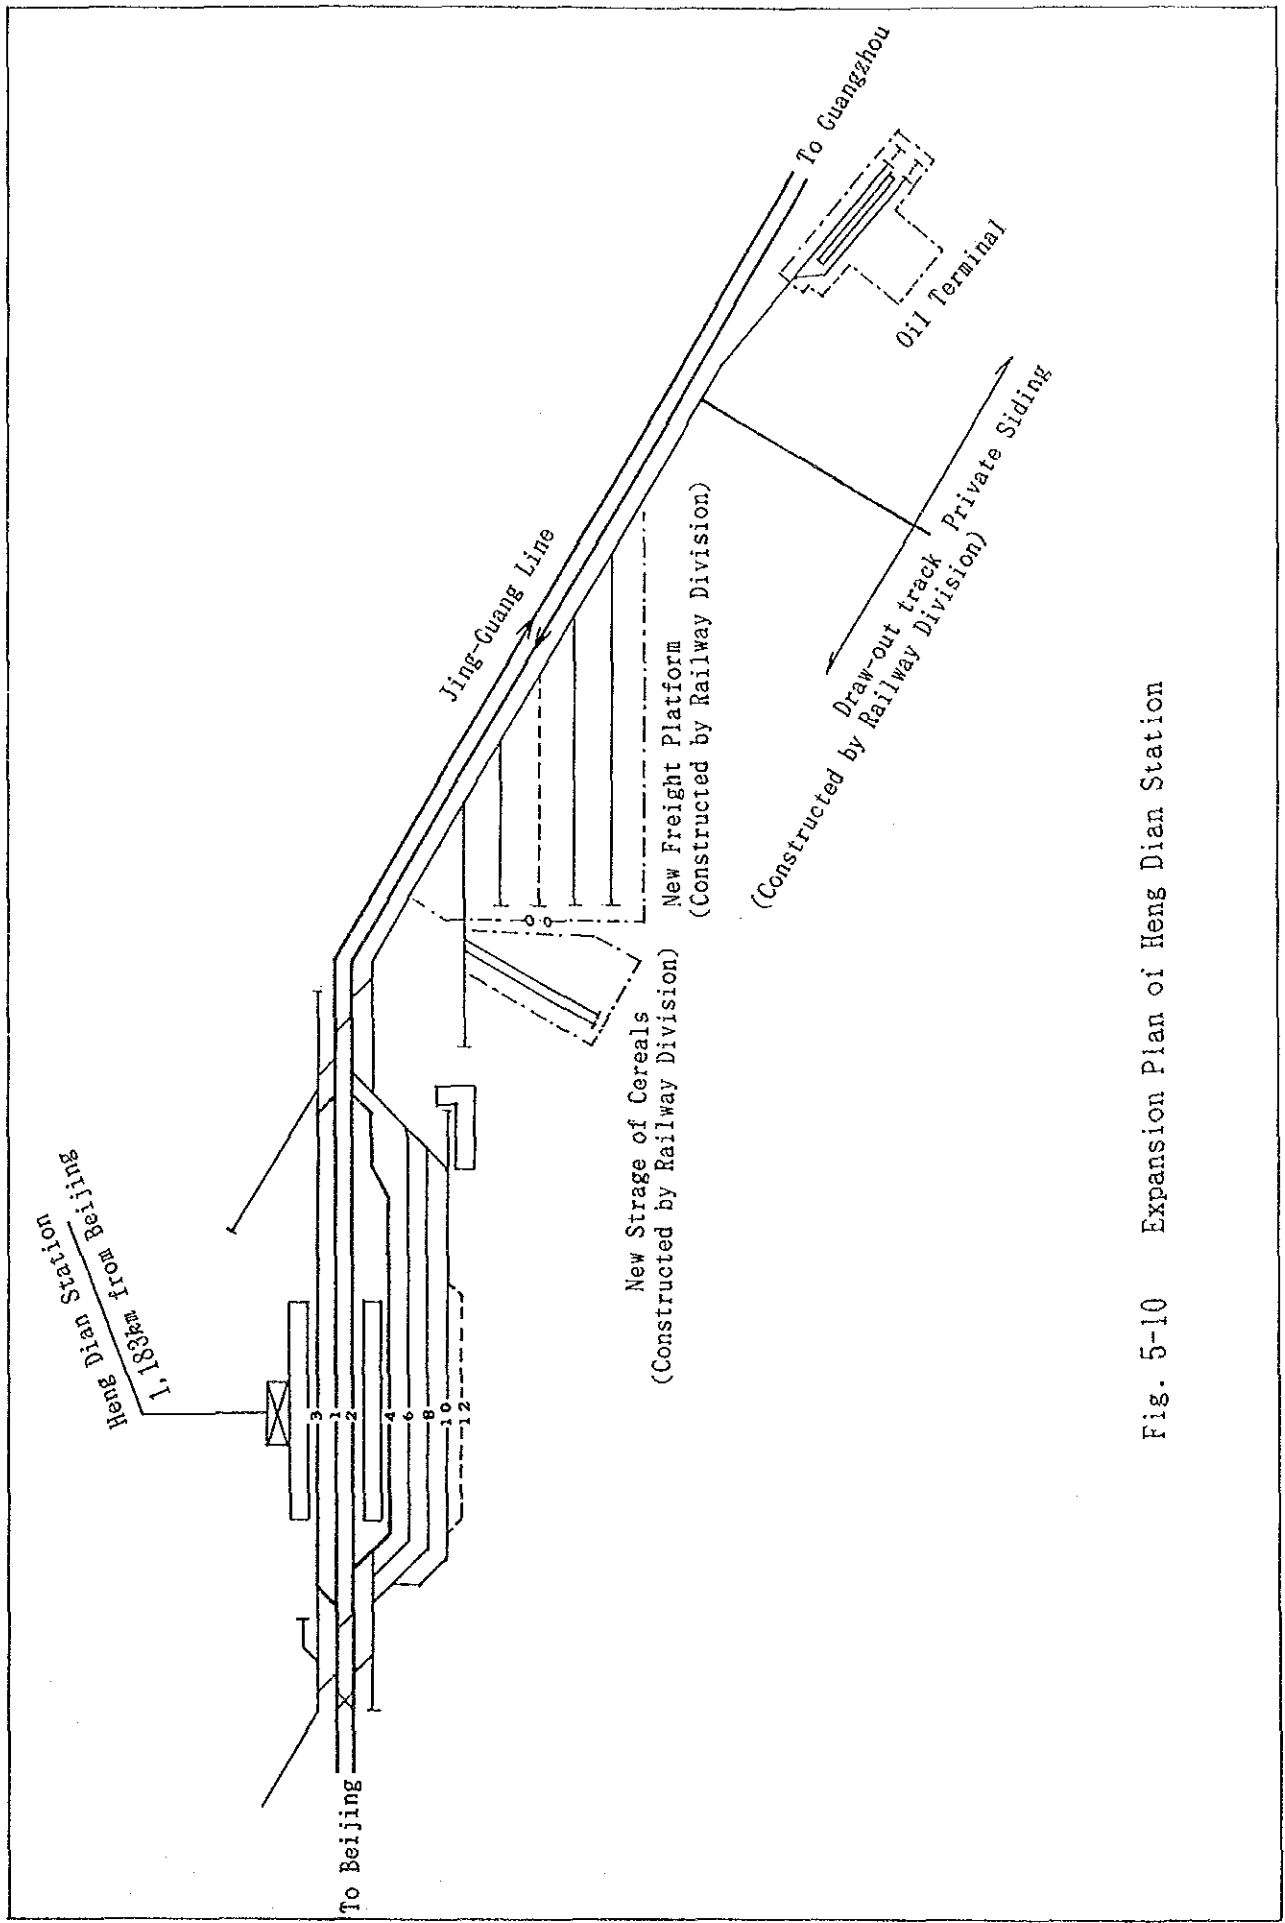 Heng Dian Station
1,183km from Beijing
To Beijing
3
1
2
4
6
8
10
12
Jing-Guang Line
To Guangzhou
Oil Terminal
New Strage of Cereals
(Constructed by Railway Division)
New Freight Platform
(Constructed by Railway Division)
Draw-out track
(Constructed by Railway Division)
Private Siding
Fig. 5-10 Expansion Plan of Heng Dian Station